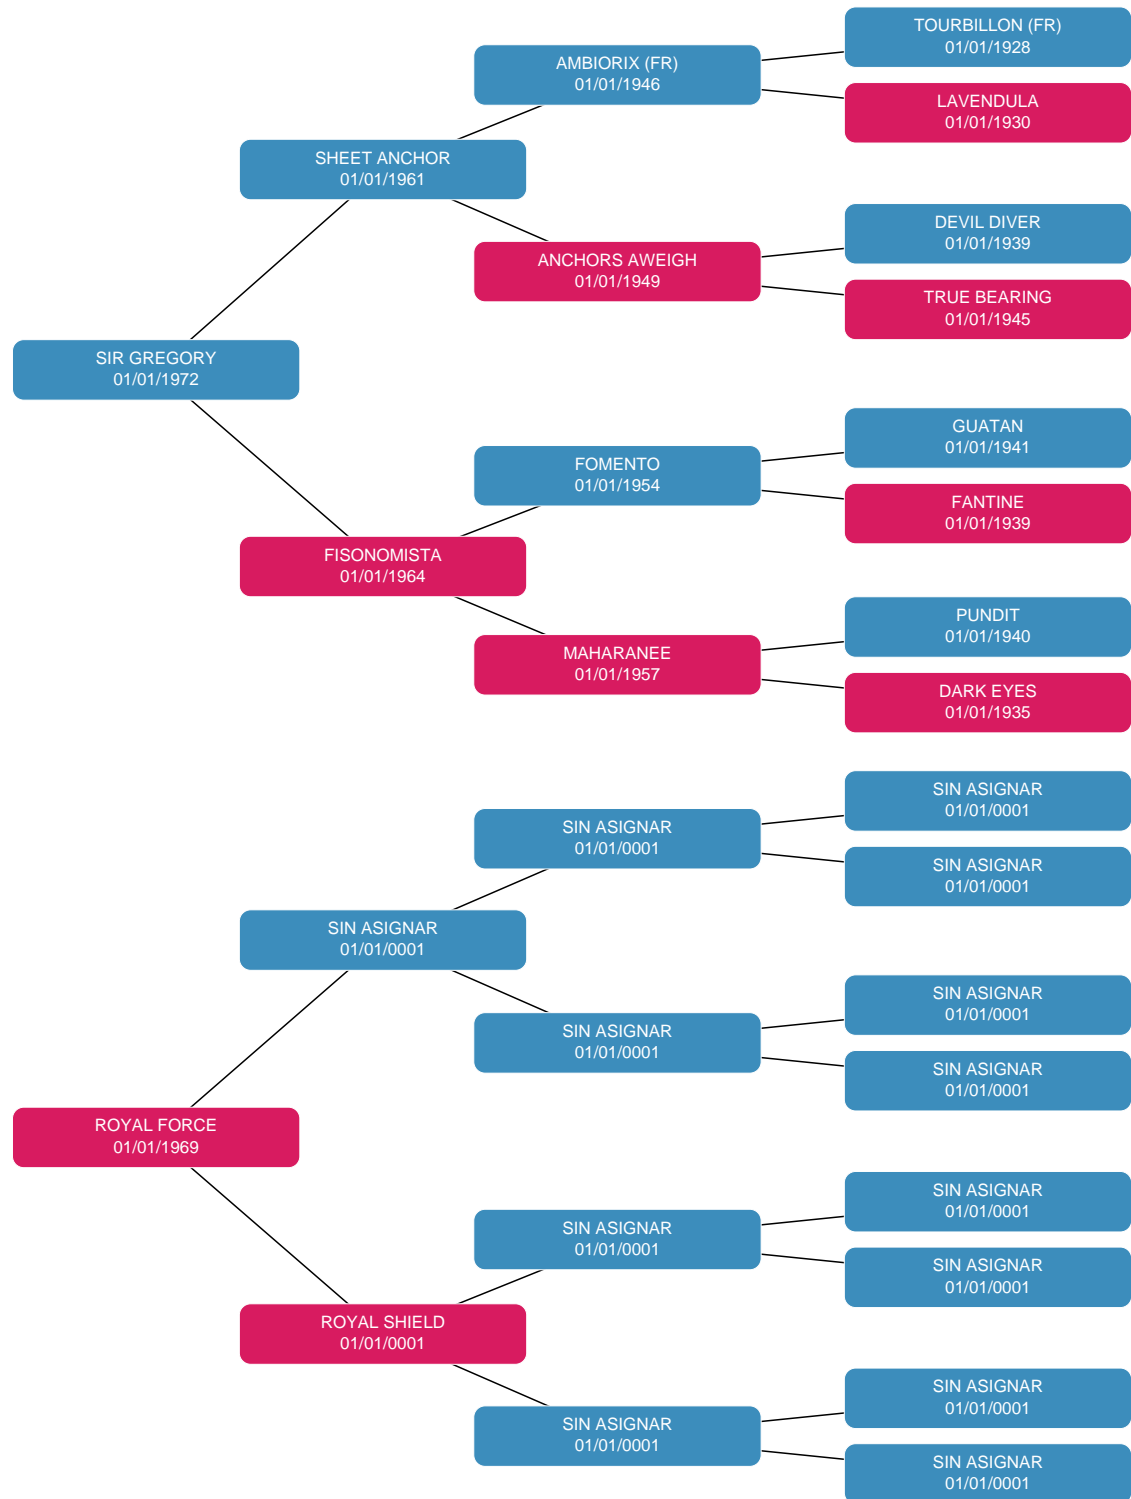 TOURBILLON (FR)
01/01/1928
AMBIORIX (FR)
01/01/1946
LAVENDULA
01/01/1930
SHEET ANCHOR
01/01/1961
DEVIL DIVER
01/01/1939
ANCHORS AWEIGH
01/01/1949
TRUE BEARING
01/01/1945
SIR GREGORY
01/01/1972
GUATAN
01/01/1941
FOMENTO
01/01/1954
FANTINE
01/01/1939
FISONOMISTA
01/01/1964
PUNDIT
01/01/1940
MAHARANEE
01/01/1957
DARK EYES
01/01/1935
SIN ASIGNAR
01/01/0001
SIN ASIGNAR
01/01/0001
SIN ASIGNAR
01/01/0001
SIN ASIGNAR
01/01/0001
SIN ASIGNAR
01/01/0001
SIN ASIGNAR
01/01/0001
SIN ASIGNAR
01/01/0001
ROYAL FORCE
01/01/1969
SIN ASIGNAR
01/01/0001
SIN ASIGNAR
01/01/0001
SIN ASIGNAR
01/01/0001
ROYAL SHIELD
01/01/0001
SIN ASIGNAR
01/01/0001
SIN ASIGNAR
01/01/0001
SIN ASIGNAR
01/01/0001